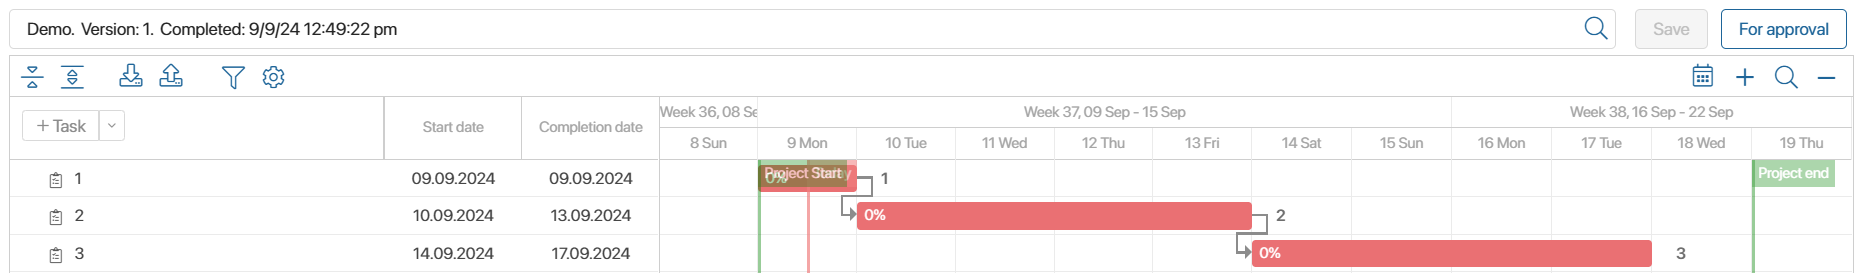 Demo. Version: 1. Completed: 9/9/24 12:49:22 pm
Save
For approval
+ Task
Start date
Completion date
Week 36, 08 Se
Week 37, 09 Sep - 15 Sep
Week 38, 16 Sep - 22 Sep
8 Sun
9 Mon
10 Tue
11 Wed
12 Thu
13 Fri
14 Sat
15 Sun
16 Mon
17 Tue
18 Wed
19 Thu
1
09.09.2024
09.09.2024
0%
Project Start
1
Project end
2
10.09.2024
13.09.2024
0%
2
3
14.09.2024
17.09.2024
0%
3